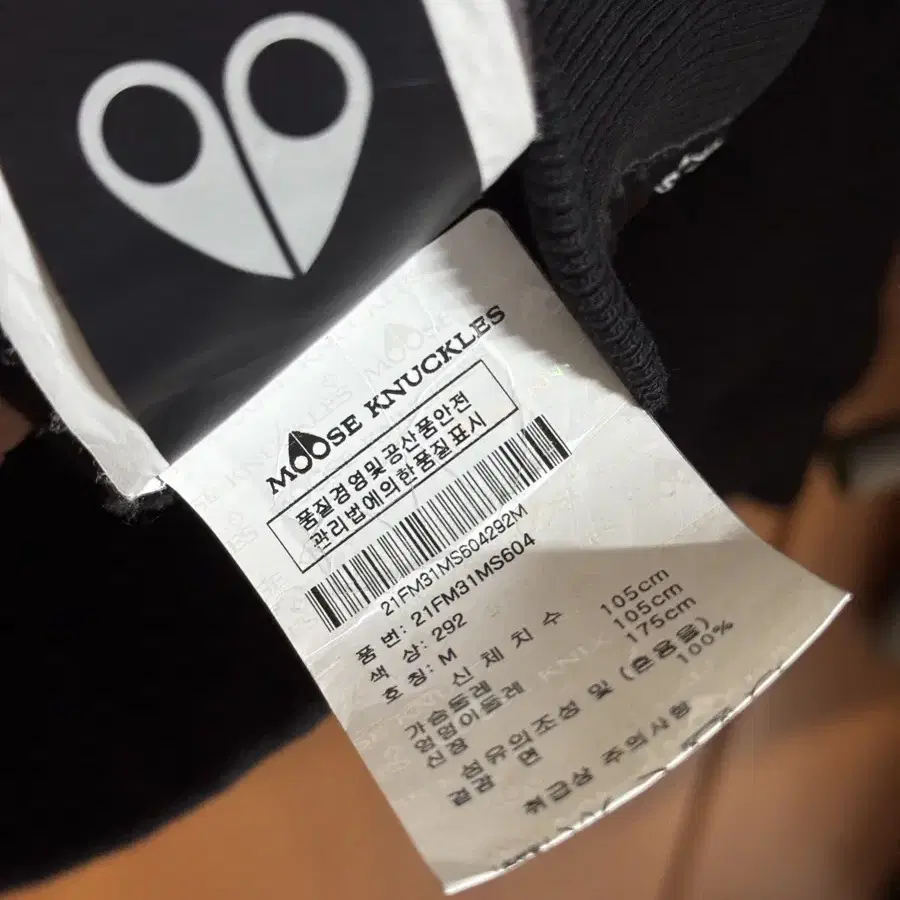 MOOSE KNUCKLES
품질경영및공산품안전
관리법에의한품질표시
21FM31MS604292M
품 번: 21FM31MS604
색 상: 292
호칭: M
신 체 치 수
가슴둘레 105cm
엉덩이둘레 105cm
신장 175cm
섬유의조성 및 (혼용율)
겉감 면 100%
취급상 주의사항